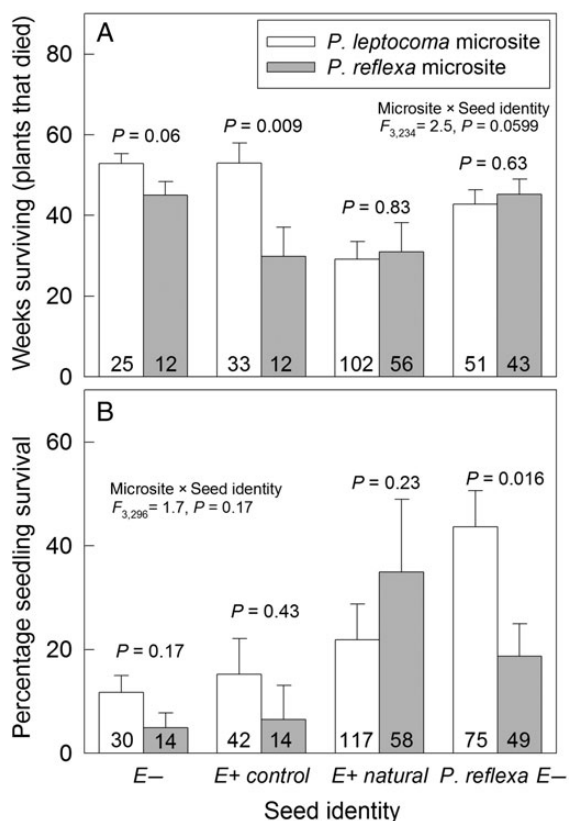 A
P. leptocoma microsite
P. reflexa microsite
Microsite × Seed identity
F3,234 = 2.5, P = 0.0599
P = 0.06
P = 0.009
P = 0.83
P = 0.63
Weeks surviving (plants that died)
80
60
40
20
0
25 12 33 12 102 56 51 43
B
Microsite × Seed identity
F3,296 = 1.7, P = 0.17
P = 0.17
P = 0.43
P = 0.23
P = 0.016
Percentage seedling survival
60
40
20
0
30 14 42 14 117 58 75 49
E– E+ control E+ natural P. reflexa E–
Seed identity